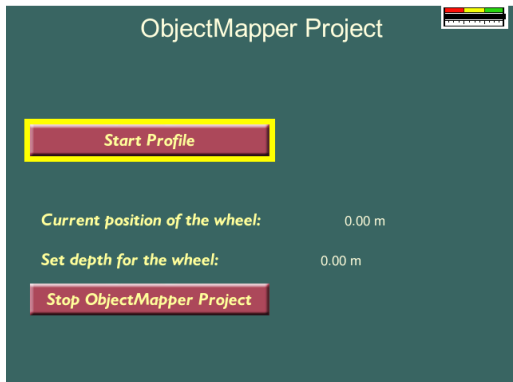 ObjectMapper Project
Start Profile
Current position of the wheel: 0.00 m
Set depth for the wheel: 0.00 m
Stop ObjectMapper Project